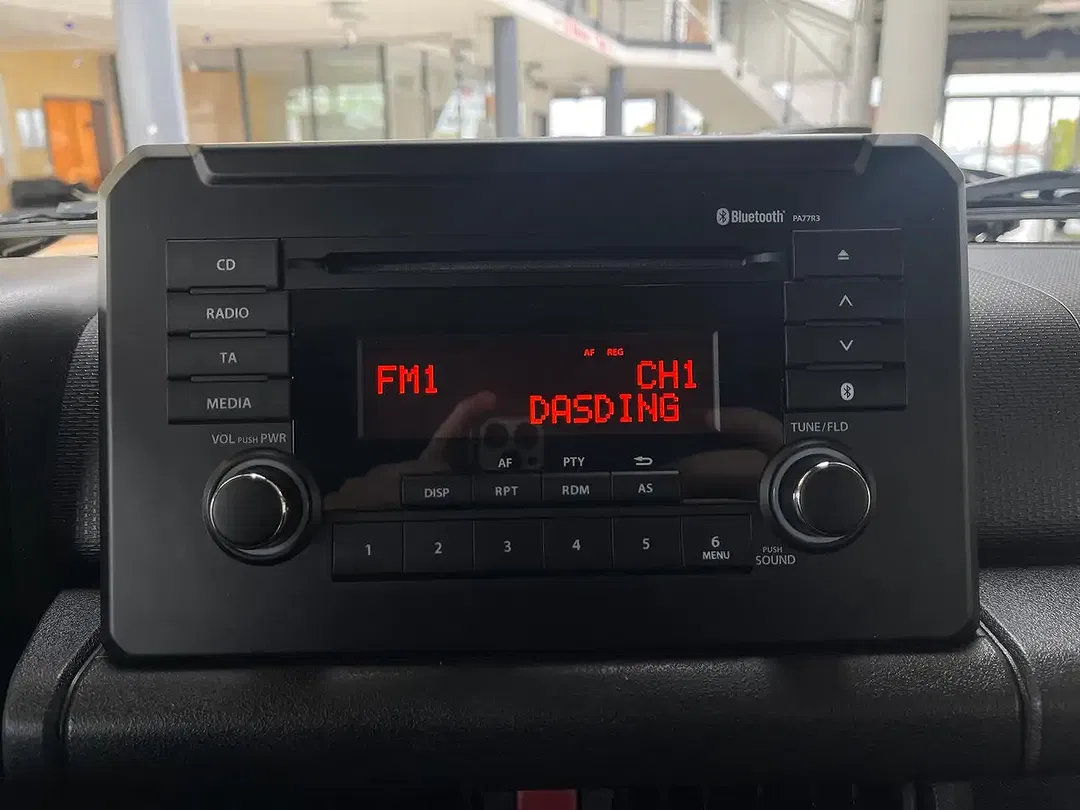 Bluetooth PA77R3
CD
RADIO
TA
MEDIA
AF REG
FM1 CH1
DASDING
VOL PUSH PWR
TUNE/FLD
AF PTY
DISP RPT RDM AS
1 2 3 4 5 6
MENU
PUSH
SOUND